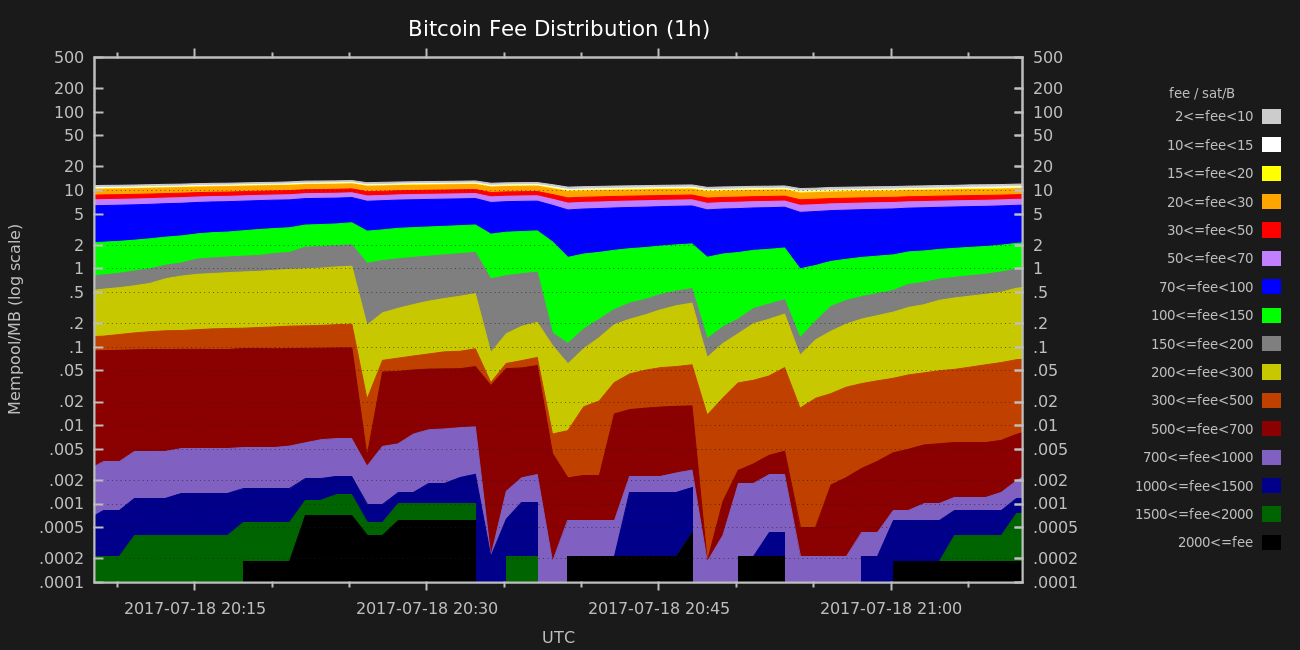 Bitcoin Fee Distribution (1h)
500
200
100
50
20
10
5
2
1
.5
.2
.1
.05
.02
.01
.005
.002
.001
.0005
.0002
.0001
Mempool/MB (log scale)
500
200
100
50
20
10
5
2
1
.5
.2
.1
.05
.02
.01
.005
.002
.001
.0005
.0002
.0001
2017-07-18 20:15 2017-07-18 20:30 2017-07-18 20:45 2017-07-18 21:00
UTC
fee / sat/B
2<=fee<10
10<=fee<15
15<=fee<20
20<=fee<30
30<=fee<50
50<=fee<70
70<=fee<100
100<=fee<150
150<=fee<200
200<=fee<300
300<=fee<500
500<=fee<700
700<=fee<1000
1000<=fee<1500
1500<=fee<2000
2000<=fee